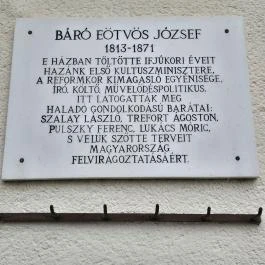 BÁRÓ EÖTVÖS JÓZSEF
1813-1871
E HÁZBAN TÖLTÖTTE IFJÚKORI ÉVEIT
HAZÁNK ELSŐ KULTUSZMINISZTERE,
A REFORMKOR KIMAGASLÓ EGYÉNISÉGE,
ÍRÓ, KÖLTŐ, MŰVELŐDÉSPOLITIKUS.
ITT LÁTOGATTÁK MEG
HALADÓ GONDOLKODÁSÚ BARÁTAI:
SZALAY LÁSZLÓ, TREFORT ÁGOSTON,
PULSZKY FERENC, LUKÁCS MÓRIC,
S VELÜK SZŐTTE TERVEIT
MAGYARORSZÁG
FELVIRÁGOZTATÁSÁÉRT.